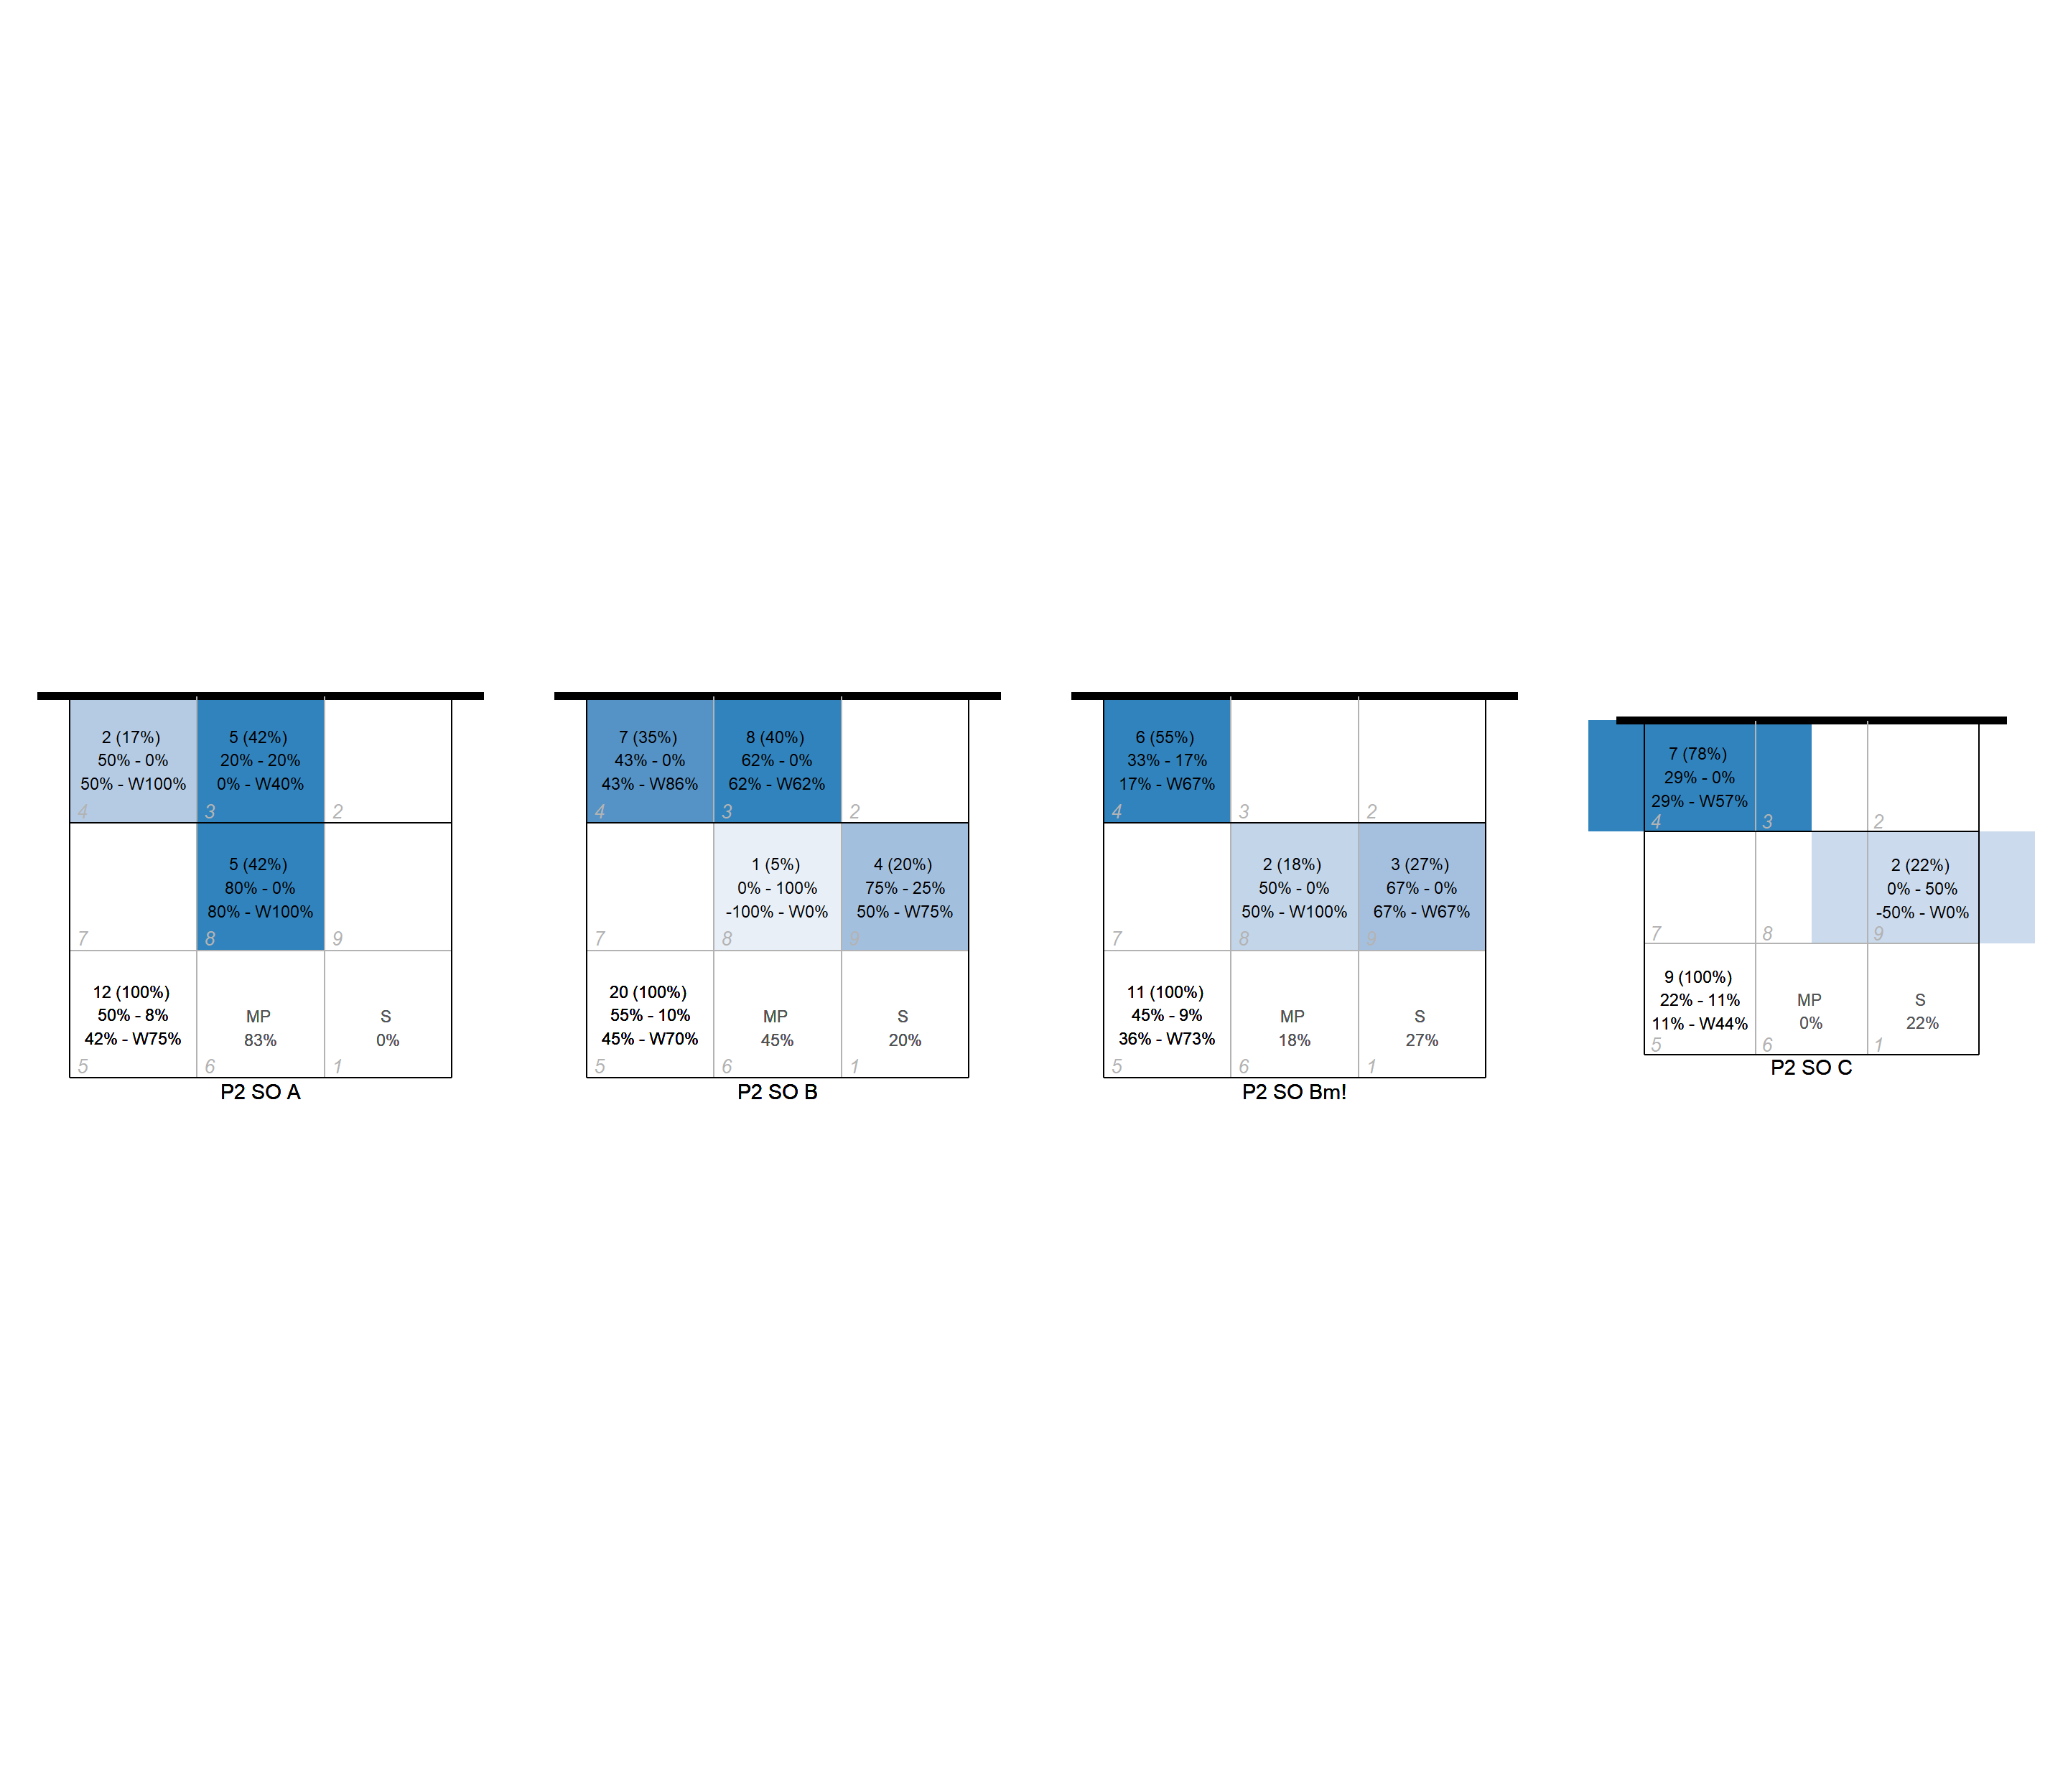 2 (17%)
50% - 0%
50% - W100%
4
5 (42%)
20% - 20%
0% - W40%
3
2
7
5 (42%)
80% - 0%
80% - W100%
8
9
12 (100%)
50% - 8%
42% - W75%
5
MP
83%
6
S
0%
1
P2 SO A
7 (35%)
43% - 0%
43% - W86%
4
8 (40%)
62% - 0%
62% - W62%
3
2
7
1 (5%)
0% - 100%
-100% - W0%
8
4 (20%)
75% - 25%
50% - W75%
9
20 (100%)
55% - 10%
45% - W70%
5
MP
45%
6
S
20%
1
P2 SO B
6 (55%)
33% - 17%
17% - W67%
4
3
2
7
2 (18%)
50% - 0%
50% - W100%
8
3 (27%)
67% - 0%
67% - W67%
9
11 (100%)
45% - 9%
36% - W73%
5
MP
18%
6
S
27%
1
P2 SO Bm!
7 (78%)
29% - 0%
29% - W57%
4
3
2
7
8
2 (22%)
0% - 50%
-50% - W0%
9
9 (100%)
22% - 11%
11% - W44%
5
MP
0%
6
S
22%
1
P2 SO C